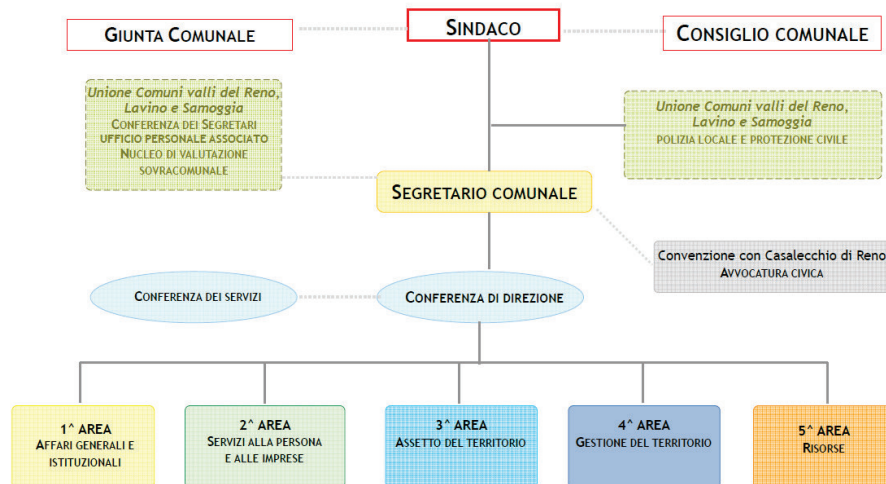 GIUNTA COMUNALE
SINDACO
CONSIGLIO COMUNALE
Unione Comuni valli del Reno,
Lavino e Samoggia
CONFERENZA DEI SEGRETARI
UFFICIO PERSONALE ASSOCIATO
NUCLEO DI VALUTAZIONE
SOVRACOMUNALE
Unione Comuni valli del Reno,
Lavino e Samoggia
POLIZIA LOCALE E PROTEZIONE CIVILE
SEGRETARIO COMUNALE
Convenzione con Casalecchio di Reno
AVVOCATURA CIVICA
CONFERENZA DEI SERVIZI
CONFERENZA DI DIREZIONE
1^ AREA
AFFARI GENERALI E
ISTITUZIONALI
2^ AREA
SERVIZI ALLA PERSONA
E ALLE IMPRESE
3^ AREA
ASSETTO DEL TERRITORIO
4^ AREA
GESTIONE DEL TERRITORIO
5^ AREA
RISORSE